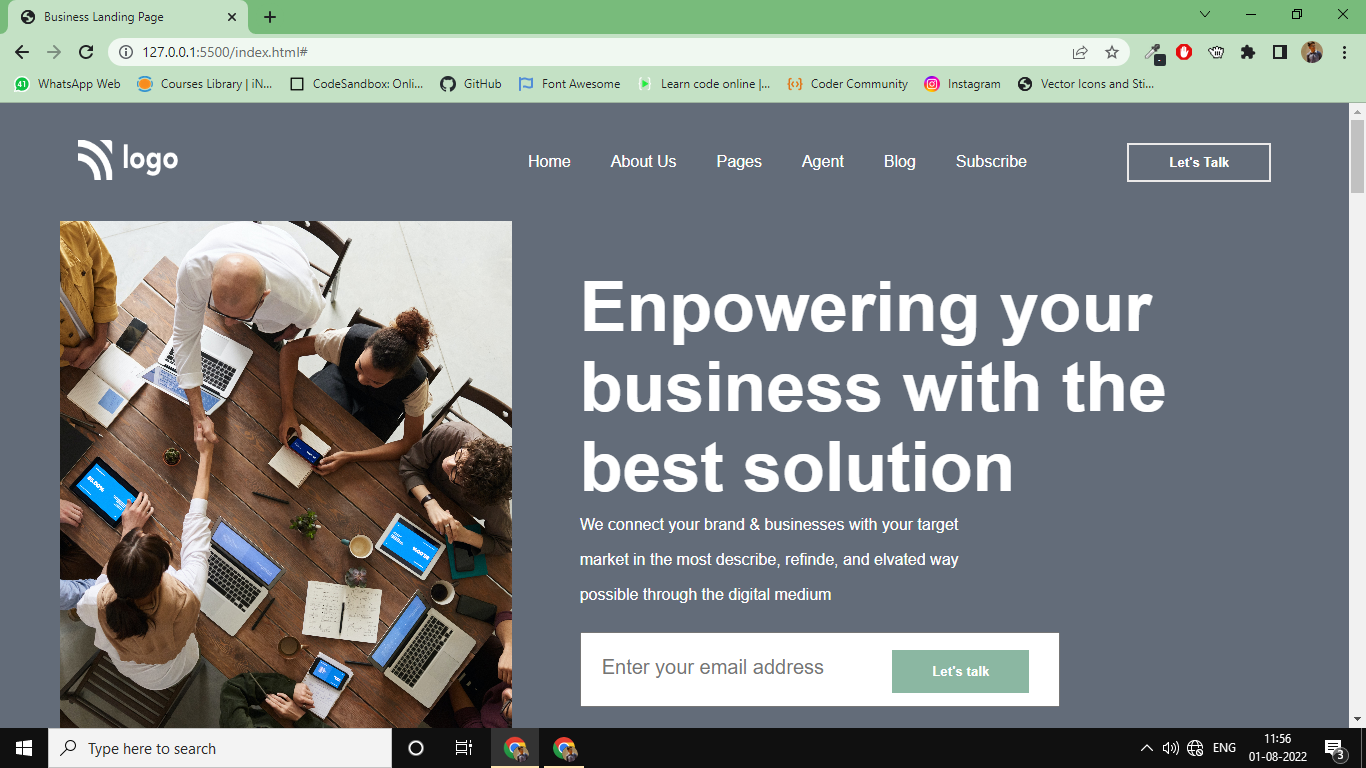 Business Landing Page
127.0.0.1:5500/index.html#
41 WhatsApp Web
Courses Library | iN...
CodeSandbox: Onli...
GitHub
Font Awesome
Learn code online |...
Coder Community
Instagram
Vector Icons and Sti...
logo
Home About Us Pages Agent Blog Subscribe
Let's Talk
Enpowering your
business with the
best solution
We connect your brand & businesses with your target
market in the most describe, refinde, and elvated way
possible through the digital medium
Enter your email address
Let's talk
Type here to search
ENG
11:56
01-08-2022
3